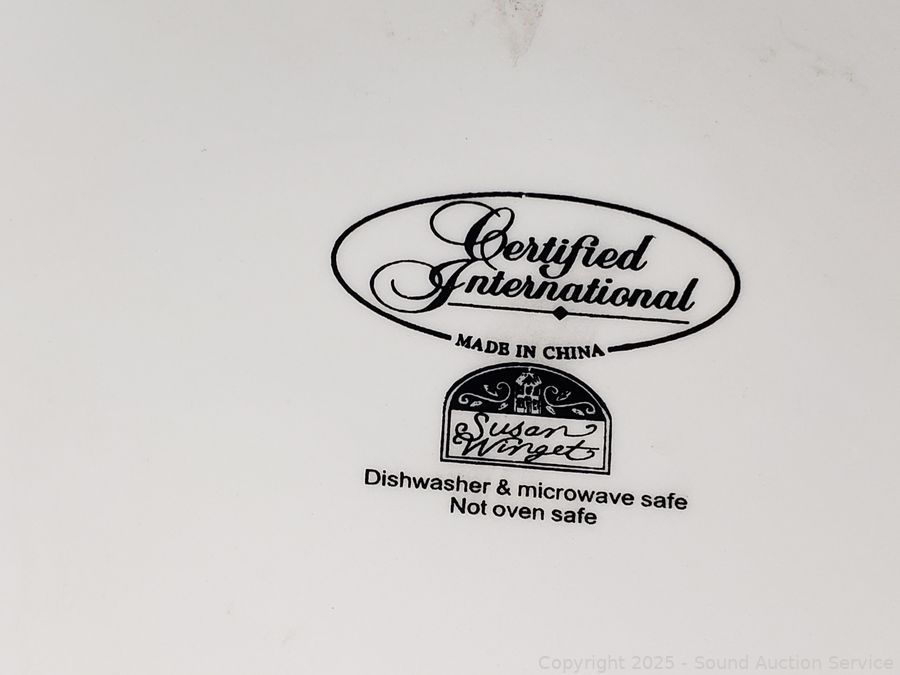 Certified
International
MADE IN CHINA
Susan
Winget
Dishwasher & microwave safe
Not oven safe
Copyright 2025 - Sound Auction Service